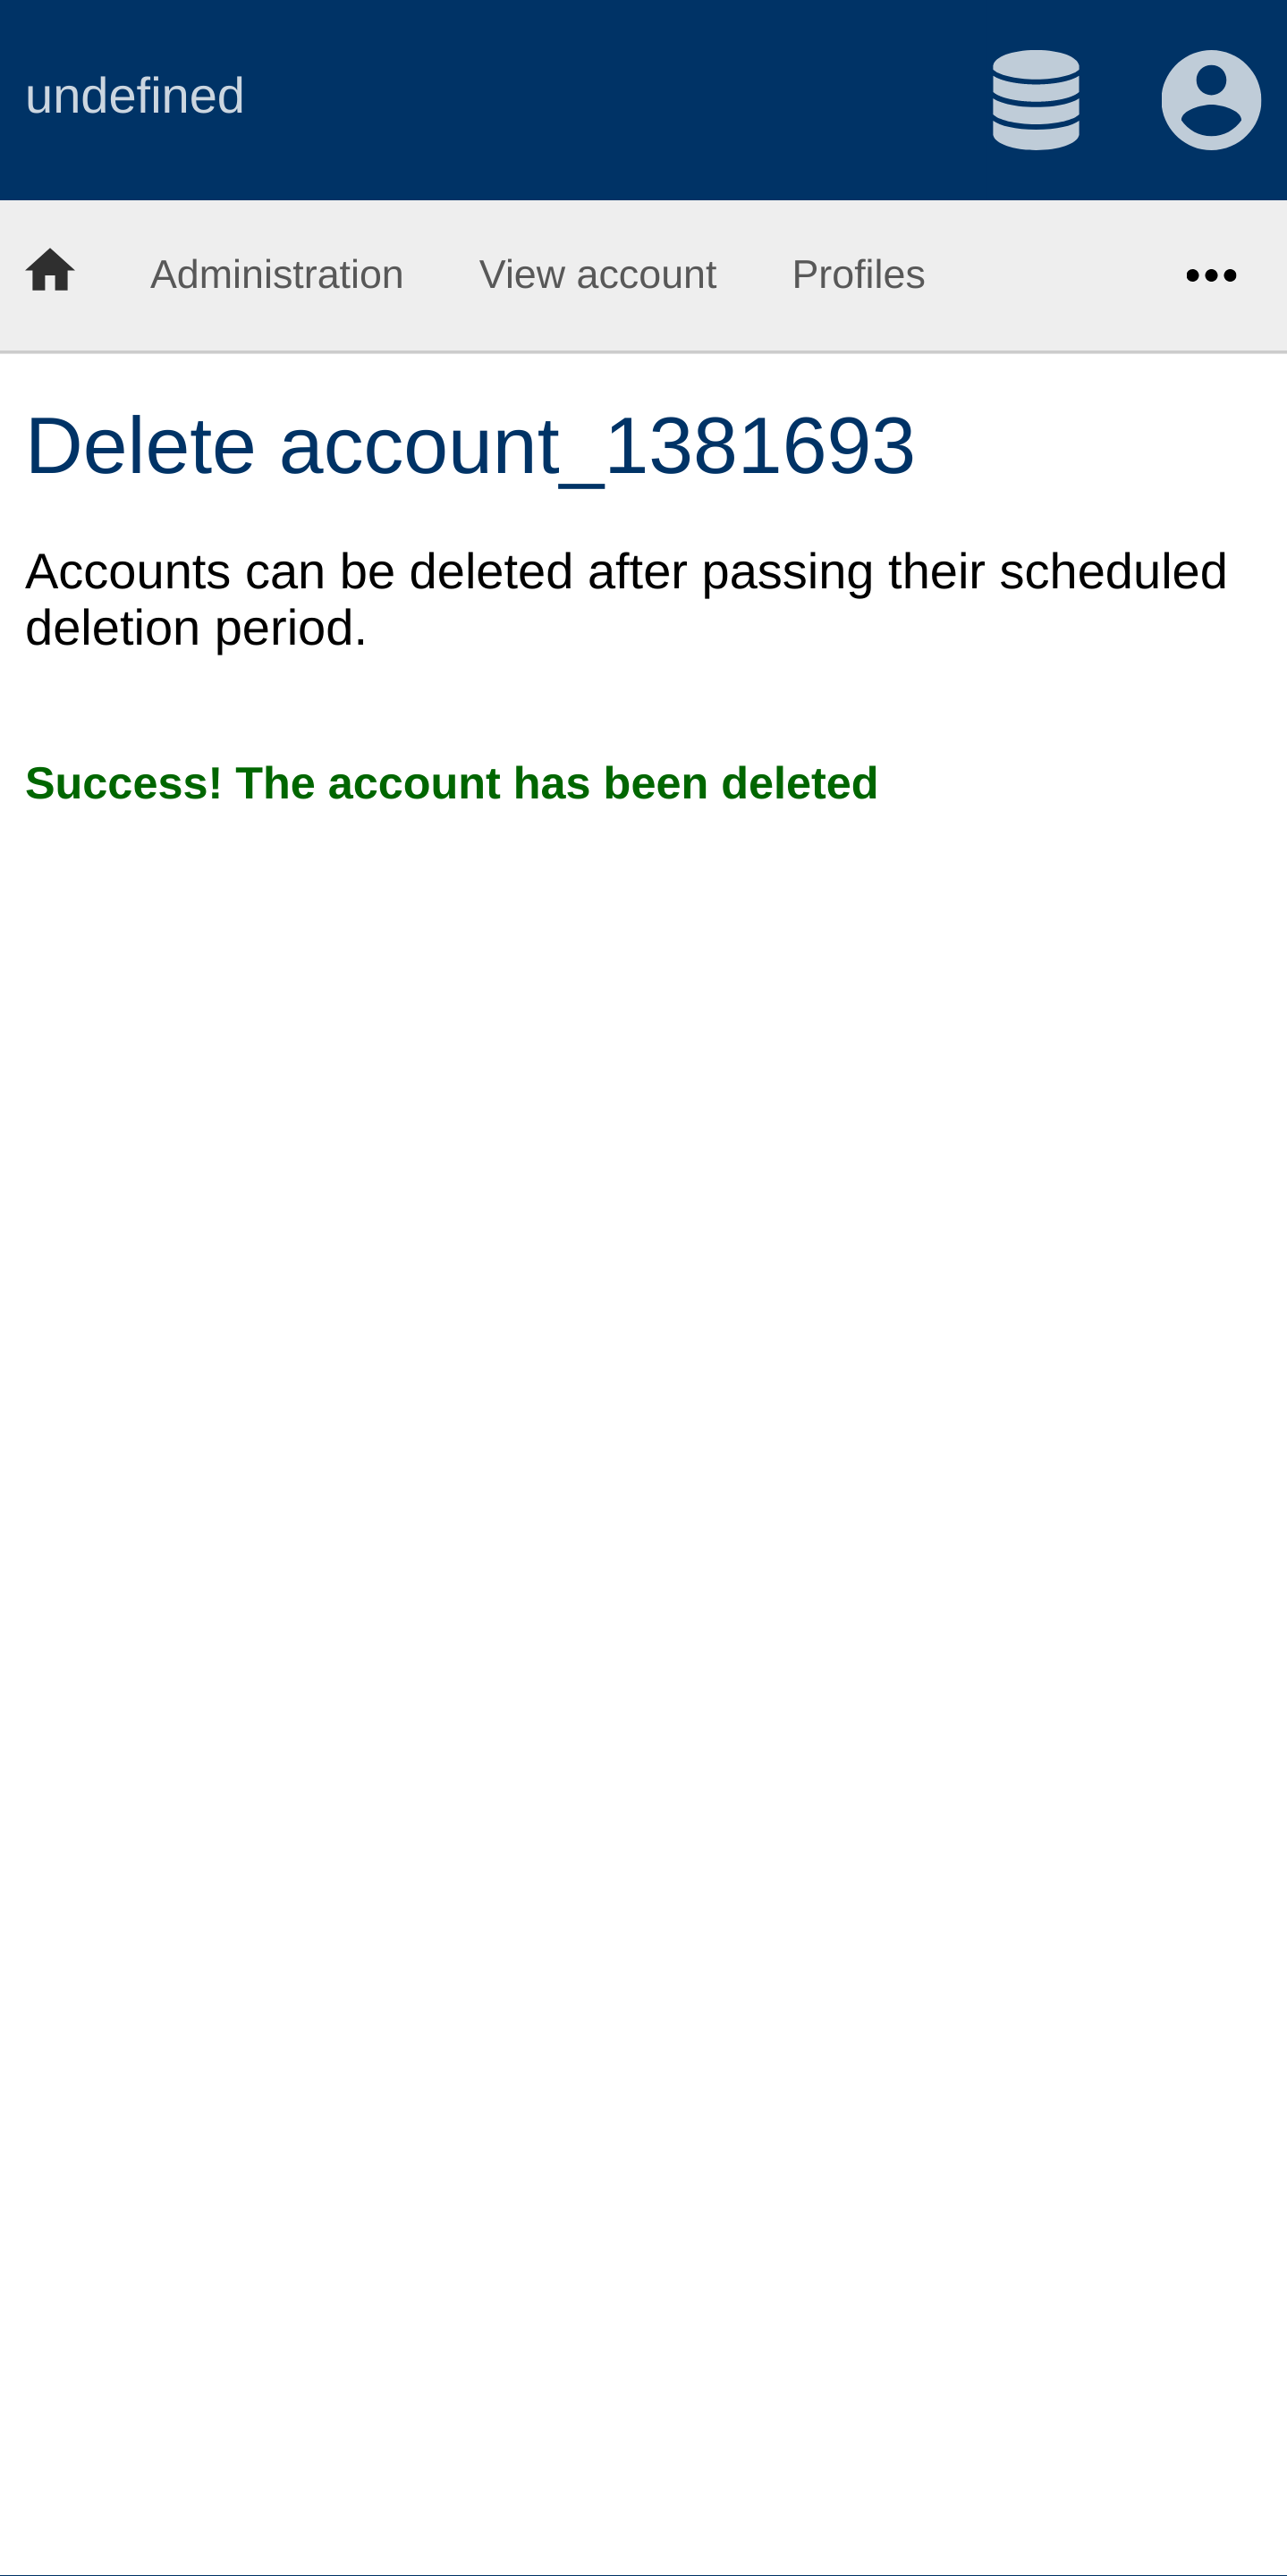 undefined
Administration View account Profiles
Delete account_1381693
Accounts can be deleted after passing their scheduled
deletion period.
Success! The account has been deleted